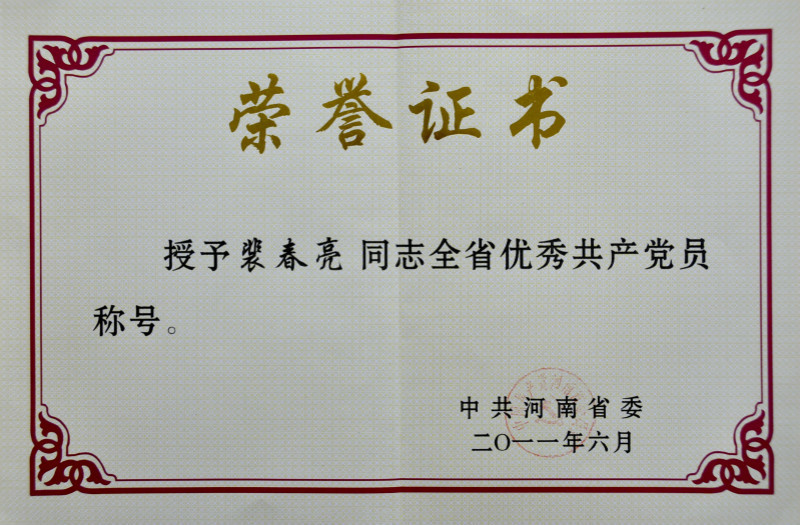 荣誉证书
授予裴春亮 同志全省优秀共产党员
称号。
中共河南省委
二〇一一年六月